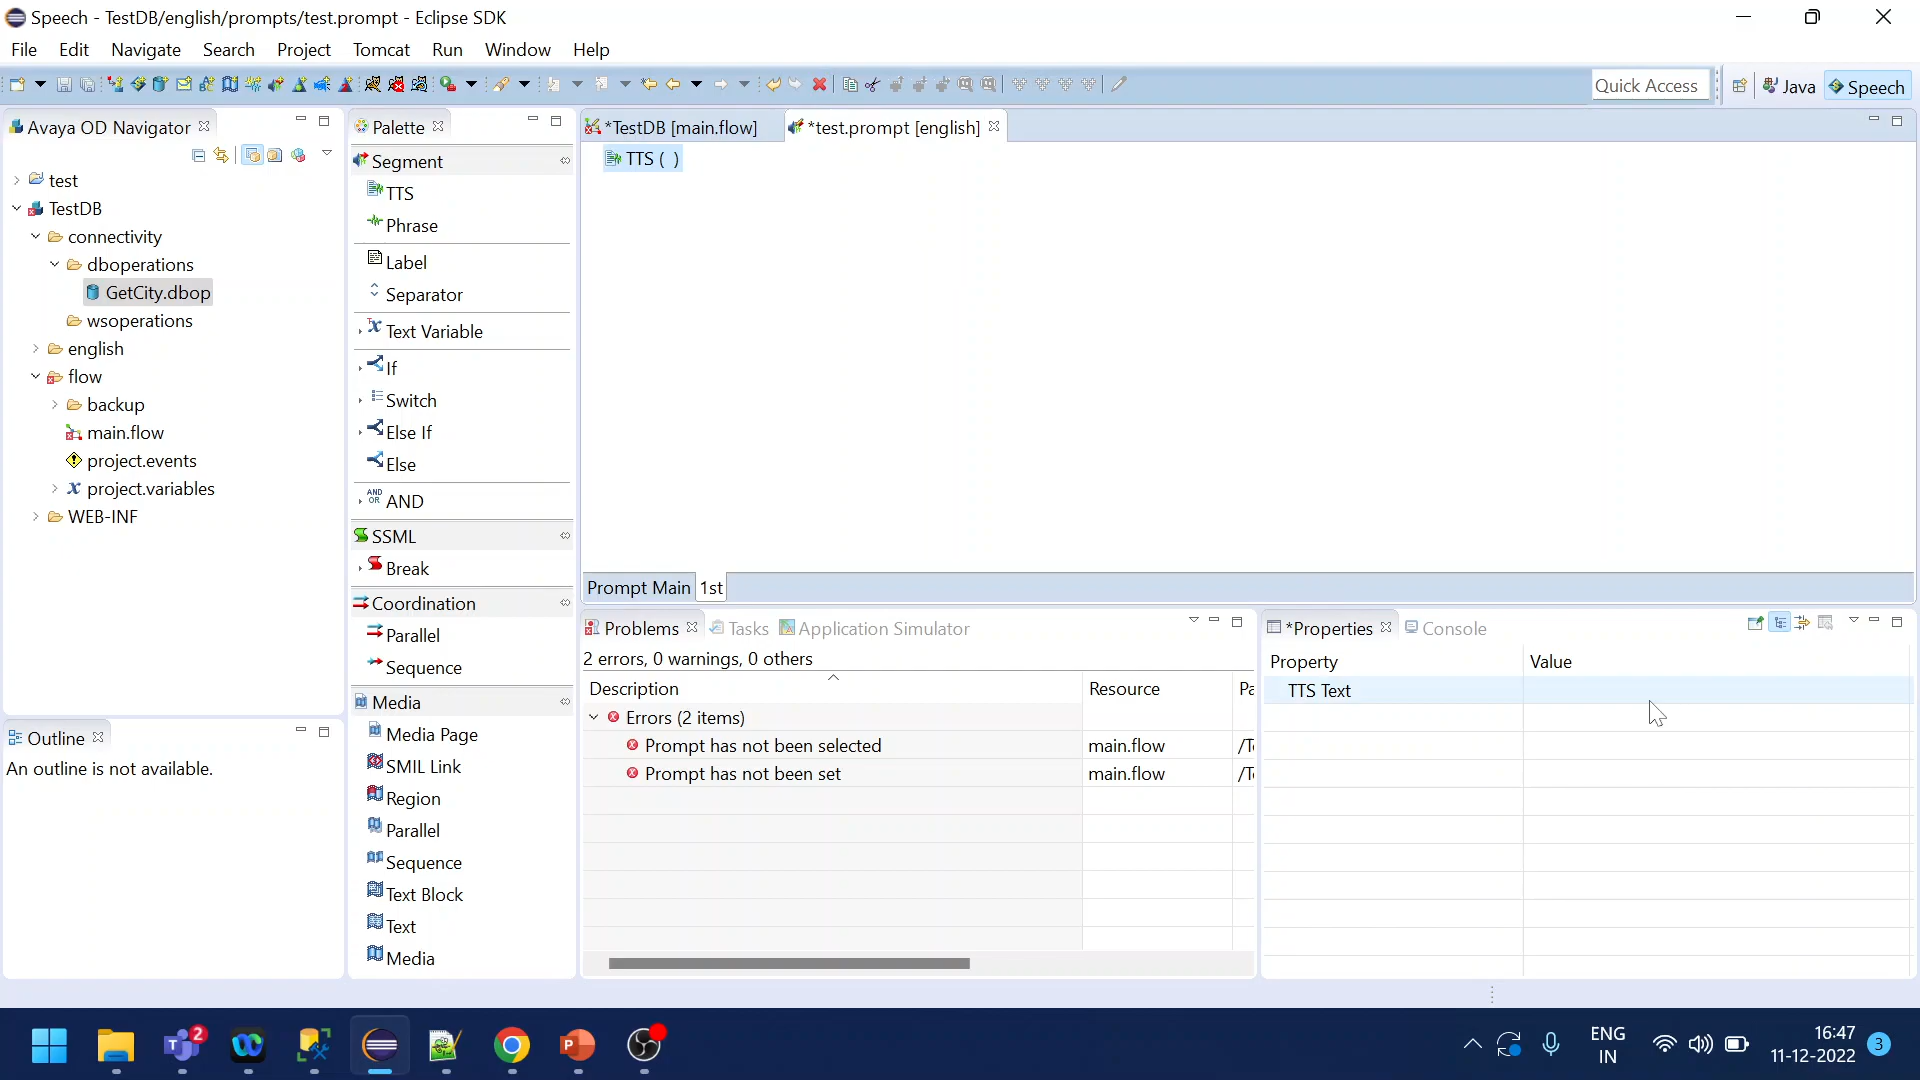 Speech - TestDB/english/prompts/test.prompt - Eclipse SDK
File Edit Navigate Search Project Tomcat Run Window Help
Quick Access
Java
Speech
Avaya OD Navigator
test
TestDB
connectivity
dboperations
GetCity.dbop
wsoperations
english
flow
backup
main.flow
project.events
project.variables
WEB-INF
Outline
An outline is not available.
Palette
Segment
TTS
Phrase
Label
Separator
Text Variable
If
Switch
Else If
Else
AND
OR
AND
SSML
Break
Coordination
Parallel
Sequence
Media
Media Page
SMIL Link
Region
Parallel
Sequence
Text Block
Text
Media
*TestDB [main.flow]
*test.prompt [english]
TTS ( )
Prompt Main 1st
Problems Tasks Application Simulator
2 errors, 0 warnings, 0 others
Description Resource Pa
Errors (2 items)
Prompt has not been selected main.flow /T
Prompt has not been set main.flow /T
*Properties Console
Property Value
TTS Text
2
ENG
IN
16:47
11-12-2022
3